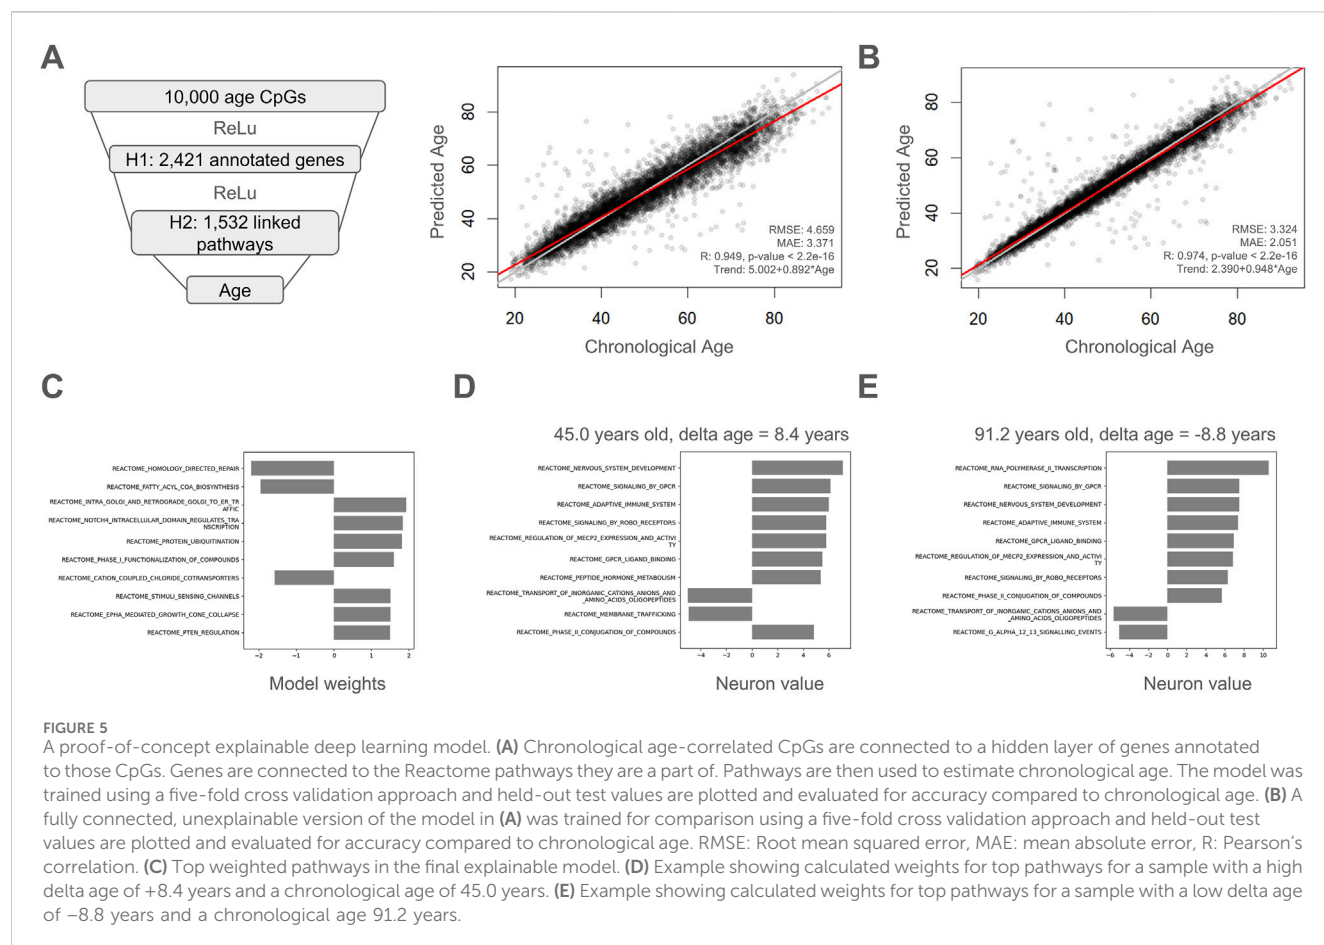 A
10,000 age CpGs
ReLu
H1: 2,421 annotated genes
ReLu
H2: 1,532 linked
pathways
Age
Predicted Age
80
60
40
20
RMSE: 4.659
MAE: 3.371
R: 0.949, p-value < 2.2e-16
Trend: 5.002+0.892*Age
20 40 60 80
Chronological Age
B
Predicted Age
80
60
40
20
RMSE: 3.324
MAE: 2.051
R: 0.974, p-value < 2.2e-16
Trend: 2.390+0.948*Age
20 40 60 80
Chronological Age
C
REACTOME_HOMOLOGY_DIRECTED_REPAIR
REACTOME_FATTY_ACYL_COA_BIOSYNTHESIS
REACTOME_INTRA_GOLGI_AND_RETROGRADE_GOLGI_TO_ER_TR
AFFIC
REACTOME_NOTCH4_INTRACELLULAR_DOMAIN_REGULATES_TRA
NSCRIPTION
REACTOME_PROTEIN_UBIQUITINATION
REACTOME_PHASE_I_FUNCTIONALIZATION_OF_COMPOUNDS
REACTOME_CATION_COUPLED_CHLORIDE_COTRANSPORTERS
REACTOME_STIMULI_SENSING_CHANNELS
REACTOME_EPHA_MEDIATED_GROWTH_CONE_COLLAPSE
REACTOME_PTEN_REGULATION
−2 −1 0 1 2
Model weights
D
45.0 years old, delta age = 8.4 years
REACTOME_NERVOUS_SYSTEM_DEVELOPMENT
REACTOME_SIGNALING_BY_GPCR
REACTOME_ADAPTIVE_IMMUNE_SYSTEM
REACTOME_SIGNALING_BY_ROBO_RECEPTORS
REACTOME_REGULATION_OF_MECP2_EXPRESSION_AND_ACTIVI
TY
REACTOME_GPCR_LIGAND_BINDING
REACTOME_PEPTIDE_HORMONE_METABOLISM
REACTOME_TRANSPORT_OF_INORGANIC_CATIONS_ANIONS_AND
_AMINO_ACIDS_OLIGOPEPTIDES
REACTOME_MEMBRANE_TRAFFICKING
REACTOME_PHASE_II_CONJUGATION_OF_COMPOUNDS
−4 −2 0 2 4 6
Neuron value
E
91.2 years old, delta age = -8.8 years
REACTOME_RNA_POLYMERASE_II_TRANSCRIPTION
REACTOME_SIGNALING_BY_GPCR
REACTOME_NERVOUS_SYSTEM_DEVELOPMENT
REACTOME_ADAPTIVE_IMMUNE_SYSTEM
REACTOME_GPCR_LIGAND_BINDING
REACTOME_REGULATION_OF_MECP2_EXPRESSION_AND_ACTIVI
TY
REACTOME_SIGNALING_BY_ROBO_RECEPTORS
REACTOME_PHASE_II_CONJUGATION_OF_COMPOUNDS
REACTOME_TRANSPORT_OF_INORGANIC_CATIONS_ANIONS_AND
_AMINO_ACIDS_OLIGOPEPTIDES
REACTOME_G_ALPHA_12_13_SIGNALLING_EVENTS
−6 −4 −2 0 2 4 6 8 10
Neuron value
FIGURE 5
A proof-of-concept explainable deep learning model. (A) Chronological age-correlated CpGs are connected to a hidden layer of genes annotated
to those CpGs. Genes are connected to the Reactome pathways they are a part of. Pathways are then used to estimate chronological age. The model was
trained using a five-fold cross validation approach and held-out test values are plotted and evaluated for accuracy compared to chronological age. (B) A
fully connected, unexplainable version of the model in (A) was trained for comparison using a five-fold cross validation approach and held-out test
values are plotted and evaluated for accuracy compared to chronological age. RMSE: Root mean squared error, MAE: mean absolute error, R: Pearson's
correlation. (C) Top weighted pathways in the final explainable model. (D) Example showing calculated weights for top pathways for a sample with a high
delta age of +8.4 years and a chronological age of 45.0 years. (E) Example showing calculated weights for top pathways for a sample with a low delta age
of −8.8 years and a chronological age 91.2 years.